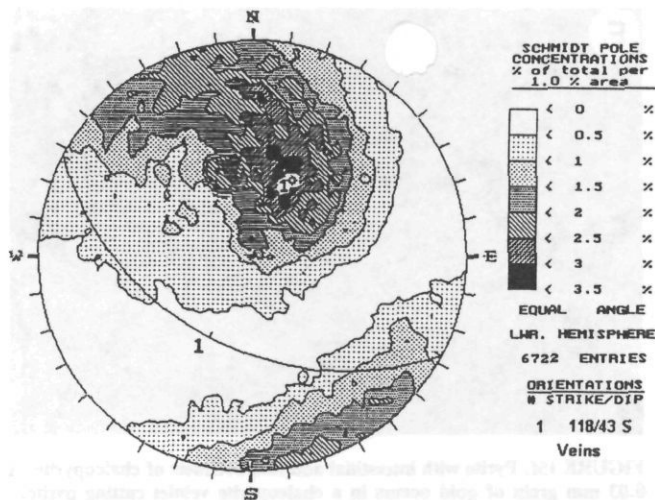 N
W
E
S
1
1°
SCHMIDT POLE
CONCENTRATIONS
% of total per
1.0 % area
< 0 %
< 0.5 %
< 1 %
< 1.5 %
< 2 %
< 2.5 %
< 3 %
< 3.5 %
EQUAL ANGLE
LWR. HEMISPHERE
6722 ENTRIES
ORIENTATIONS
# STRIKE/DIP
1 118/43 S
Veins